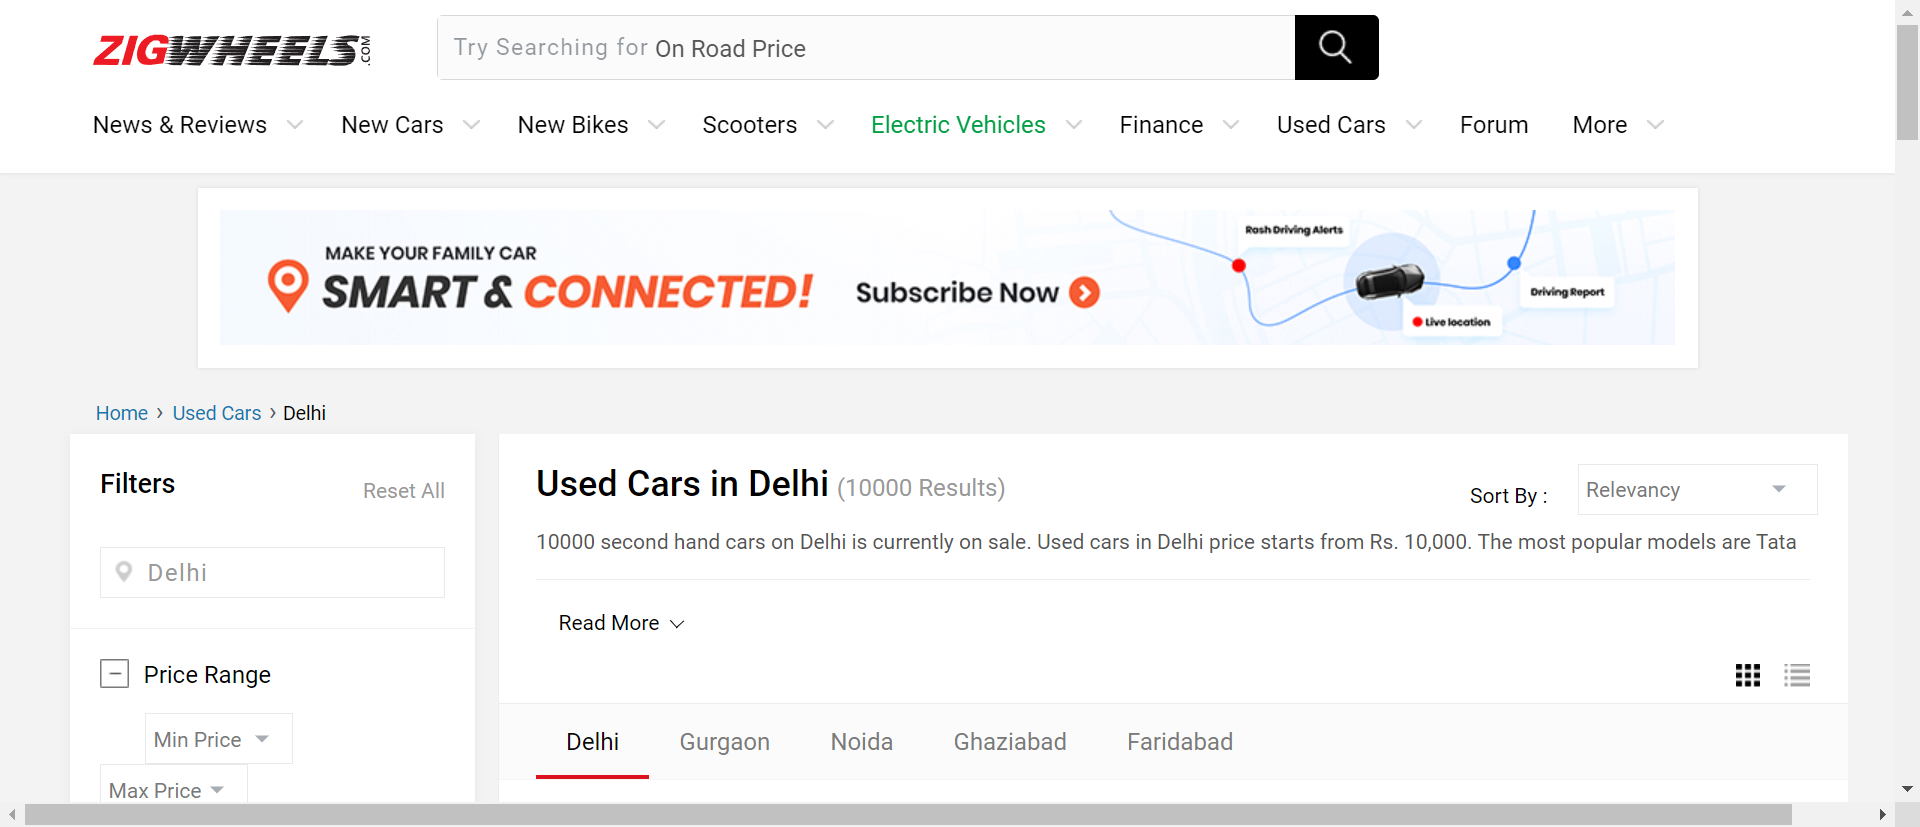 ZIGWHEELS.COM
Try Searching for On Road Price
News & Reviews New Cars New Bikes Scooters Electric Vehicles Finance Used Cars Forum More
MAKE YOUR FAMILY CAR
SMART & CONNECTED!
Subscribe Now
Rash Driving Alerts
Driving Report
Live location
Home › Used Cars › Delhi
Filters
Reset All
Delhi
Price Range
Min Price
Max Price
Used Cars in Delhi (10000 Results)
Sort By :
Relevancy
10000 second hand cars on Delhi is currently on sale. Used cars in Delhi price starts from Rs. 10,000. The most popular models are Tata
Read More
Delhi Gurgaon Noida Ghaziabad Faridabad